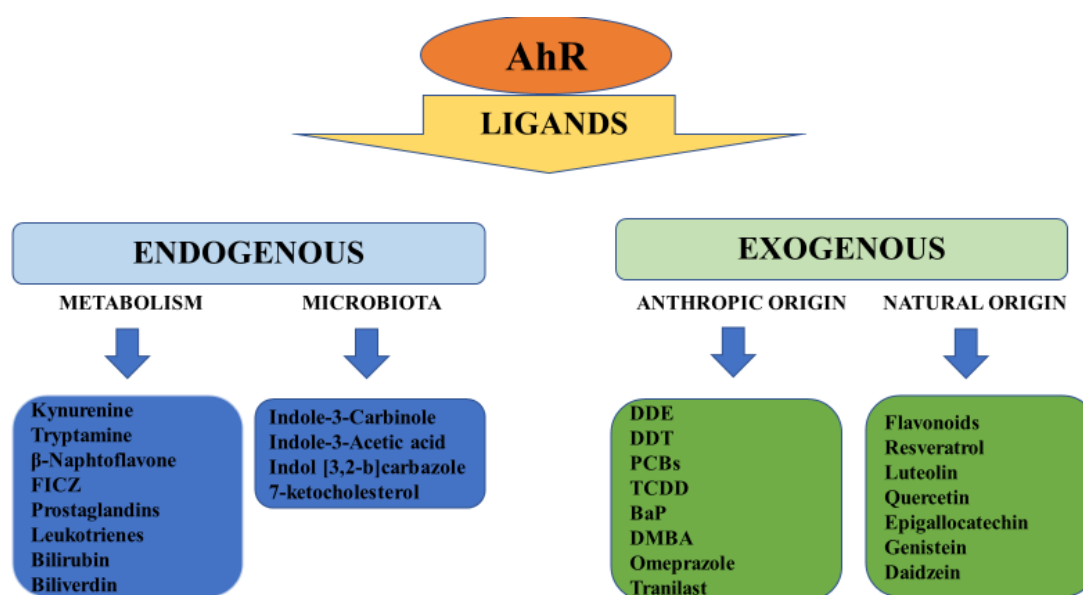 AhR
LIGANDS
ENDOGENOUS
METABOLISM
MICROBIOTA
Kynurenine
Tryptamine
β-Naphtoflavone
FICZ
Prostaglandins
Leukotrienes
Bilirubin
Biliverdin
Indole-3-Carbinole
Indole-3-Acetic acid
Indol [3,2-b]carbazole
7-ketocholesterol
EXOGENOUS
ANTHROPIC ORIGIN
NATURAL ORIGIN
DDE
DDT
PCBs
TCDD
BaP
DMBA
Omeprazole
Tranilast
Flavonoids
Resveratrol
Luteolin
Quercetin
Epigallocatechin
Genistein
Daidzein